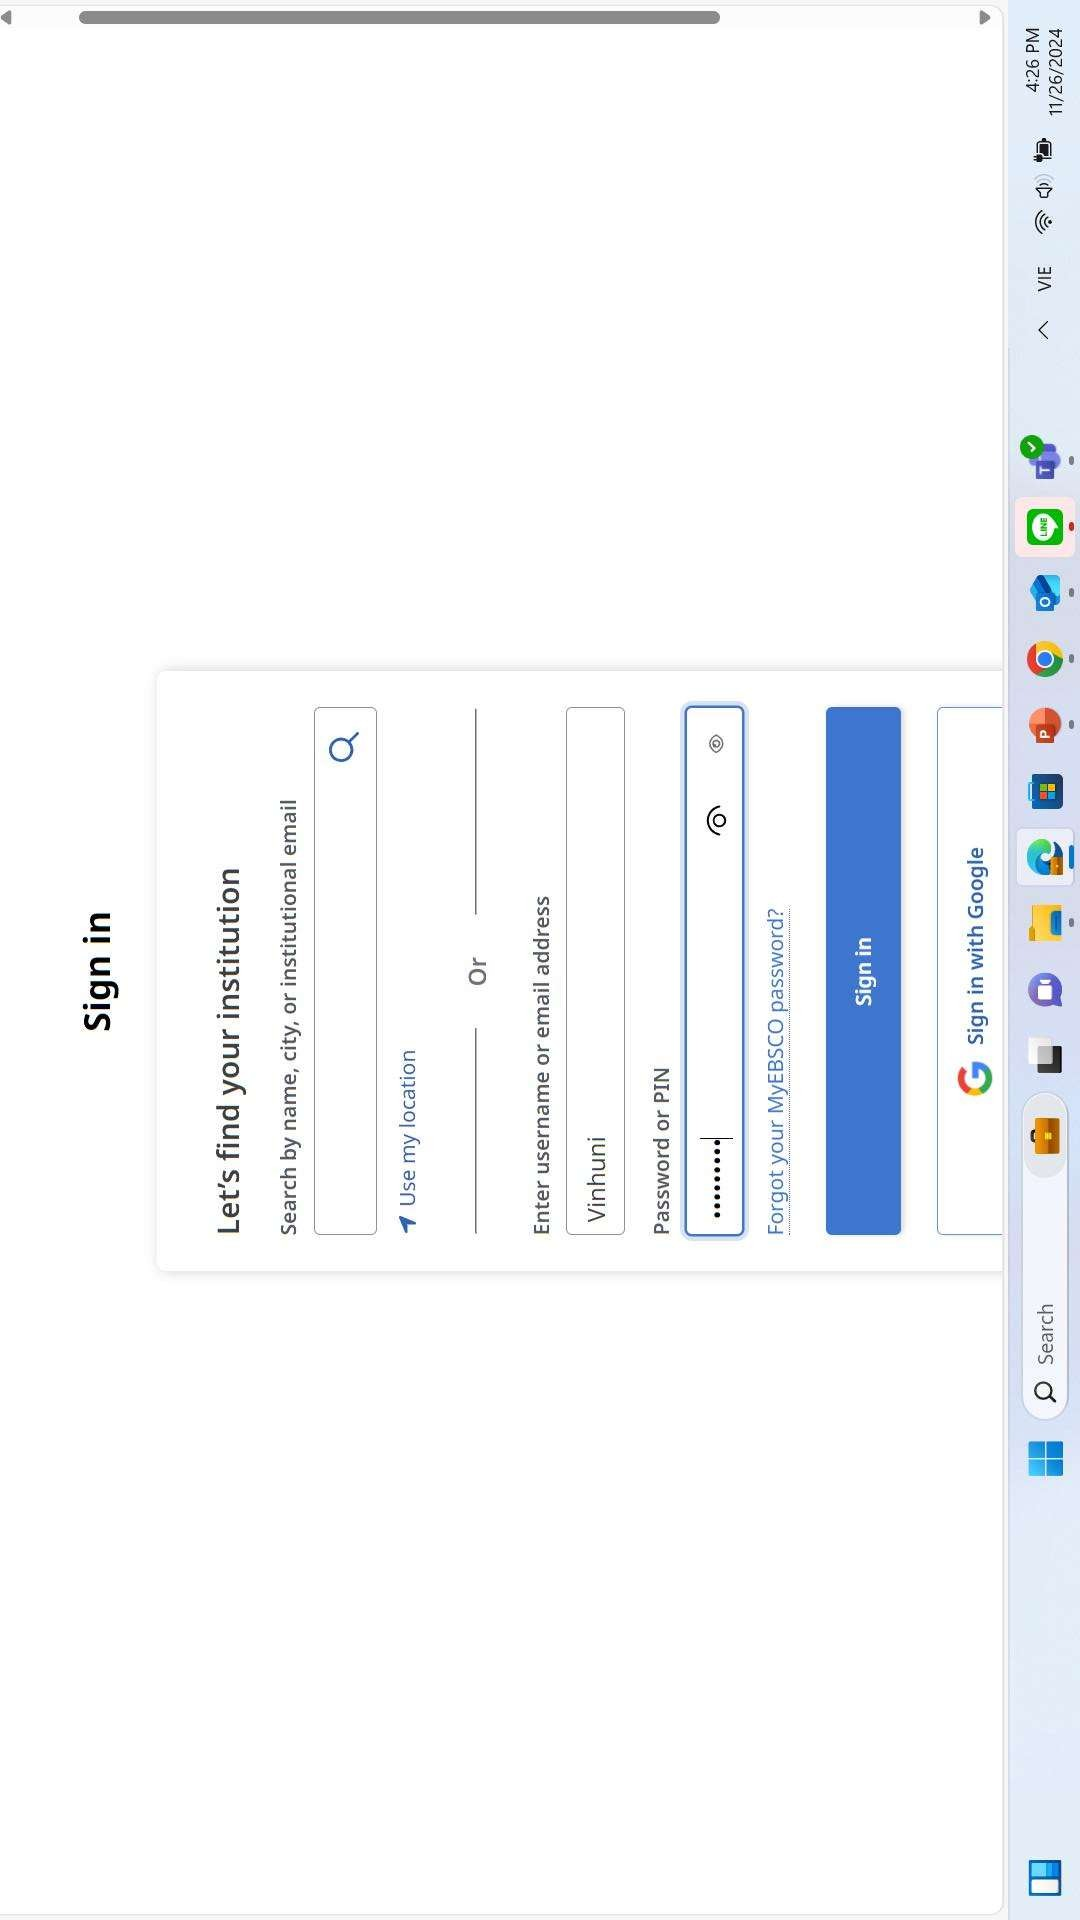 Sign in
Let's find your institution
Search by name, city, or institutional email
Use my location
Or
Enter username or email address
Vinhuni
Password or PIN
••••••••••
Forgot your MyEBSCO password?
Sign in
Sign in with Google
Search
LINE
VIE
4:26 PM
11/26/2024